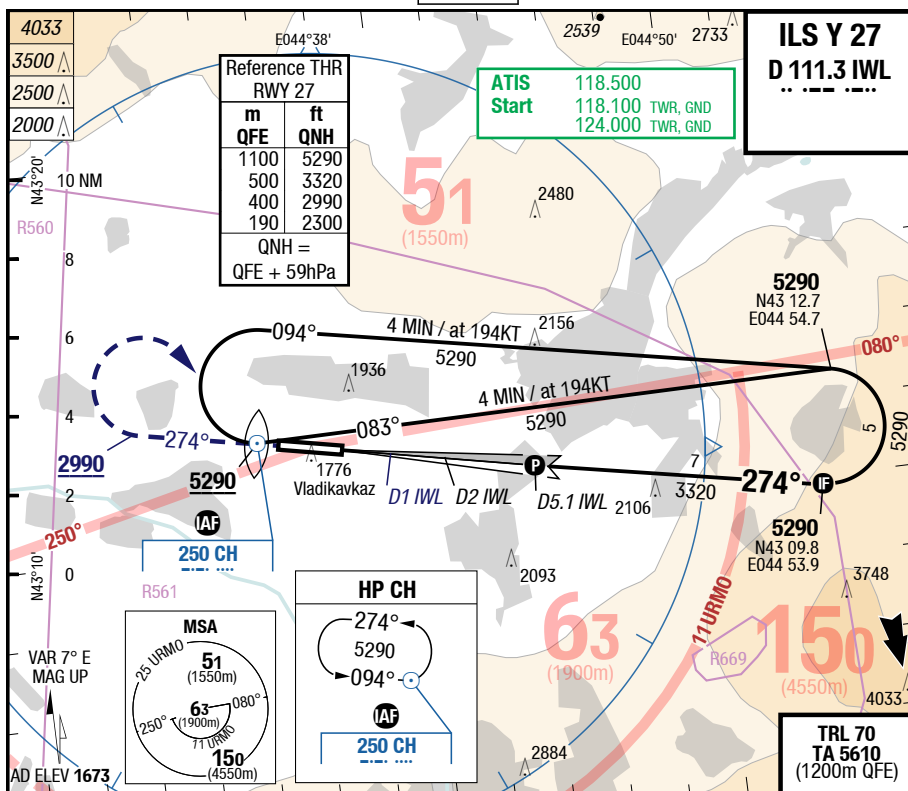 4033
3500
2500
2000
E044°38'
2539
E044°50'
2733
ILS Y 27
D 111.3 IWL
Reference THR
RWY 27
m ft
QFE QNH
1100 5290
500 3320
400 2990
190 2300
QNH =
QFE + 59hPa
ATIS 118.500
Start 118.100 TWR, GND
124.000 TWR, GND
N43°20'
10 NM
R560
51
(1550m)
2480
8
6
4
2
0
5290
N43 12.7
E044 54.7
094°
4 MIN / at 194KT
5290
2156
080°
1936
4 MIN / at 194KT
5290
083°
274°
2990
5290
IAF
250 CH
1776
Vladikavkaz
D1 IWL
D2 IWL
P
D5.1 IWL
2106
7
3320
274°
IF
5
5290
5290
N43 09.8
E044 53.9
250°
N43°10'
R561
2093
3748
11 URMO
63
(1900m)
150
(4550m)
R669
4033
MSA
25 URMO
51
(1550m)
63
(1900m)
080°
250°
11 URMO
150
(4550m)
HP CH
274°
5290
094°
IAF
250 CH
VAR 7° E
MAG UP
AD ELEV 1673
2884
TRL 70
TA 5610
(1200m QFE)